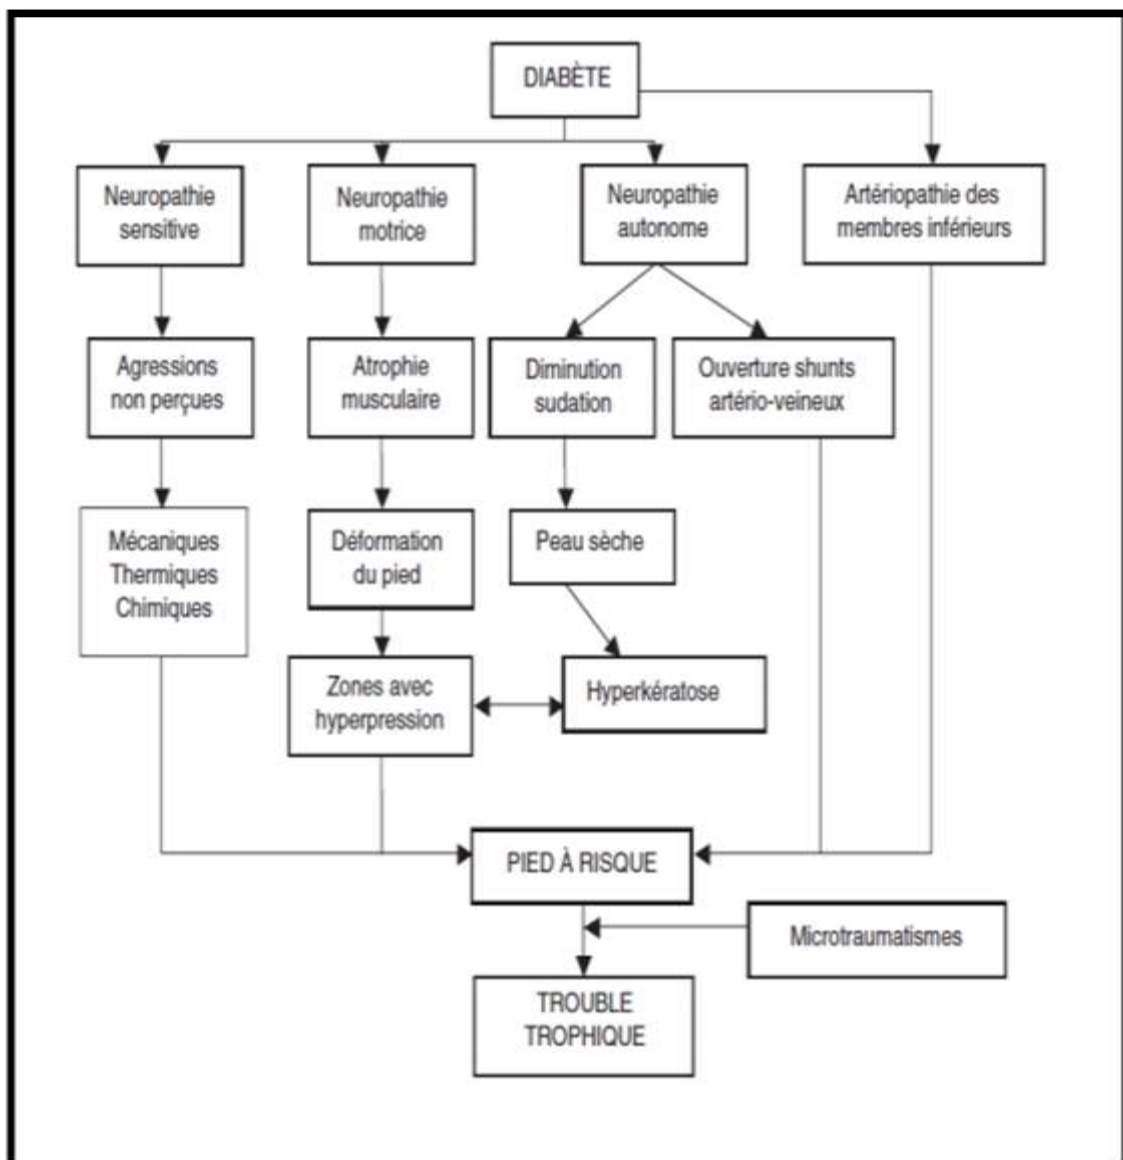 DIABÈTE
Neuropathie
sensitive
Neuropathie
motrice
Neuropathie
autonome
Artériopathie des
membres inférieurs
Agressions
non perçues
Atrophie
musculaire
Diminution
sudation
Ouverture shunts
artério-veineux
Mécaniques
Thermiques
Chimiques
Déformation
du pied
Peau sèche
Zones avec
hyperpression
Hyperkératose
PIED À RISQUE
Microtraumatismes
TROUBLE
TROPHIQUE